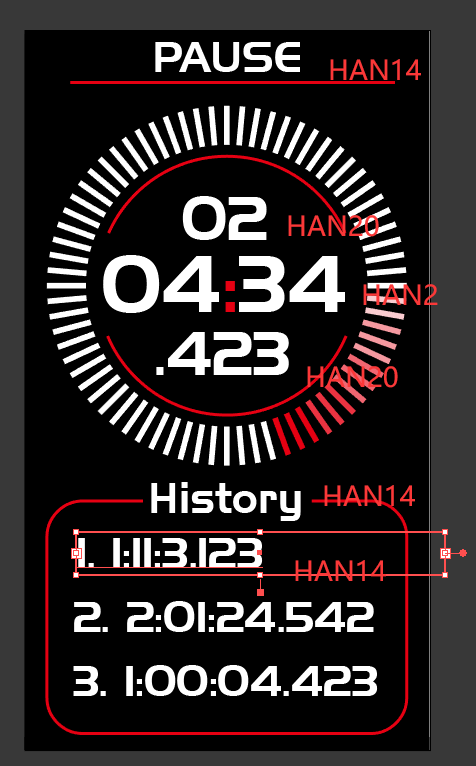 PAUSE
HAN14
02
HAN20
04:34
HAN2
.423
HAN20
History
HAN14
1. 1:11:3.123
HAN14
2. 2:01:24.542
3. 1:00:04.423